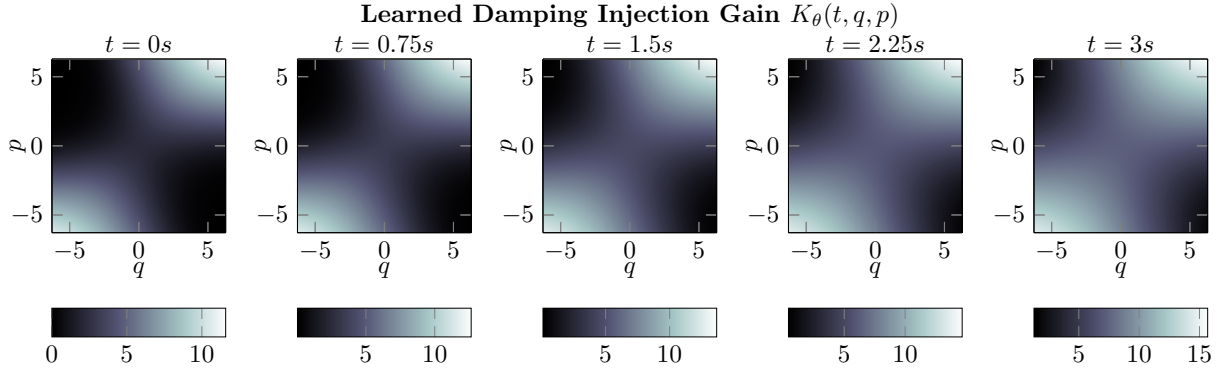 Learned Damping Injection Gain $K_\theta(t, q, p)$
t = 0s t = 0.75s t = 1.5s t = 2.25s t = 3s
5 5 5 5 5
p 0 p 0 p 0 p 0 p 0
−5 −5 −5 −5 −5
−5 0 5 −5 0 5 −5 0 5 −5 0 5 −5 0 5
q q q q q
0 5 10 5 10 5 10 5 10 5 10 15